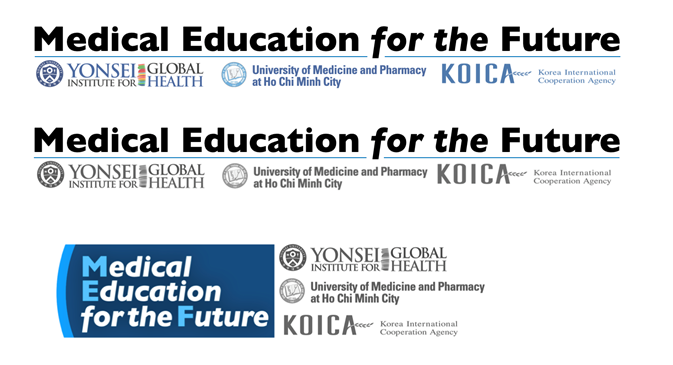 Medical Education for the Future
YONSEI GLOBAL
INSTITUTE FOR HEALTH
University of Medicine and Pharmacy
at Ho Chi Minh City
KOICA
Korea International
Cooperation Agency
Medical Education for the Future
YONSEI GLOBAL
INSTITUTE FOR HEALTH
University of Medicine and Pharmacy
at Ho Chi Minh City
KOICA
Korea International
Cooperation Agency
Medical
Education
for the Future
YONSEI GLOBAL
INSTITUTE FOR HEALTH
University of Medicine and Pharmacy
at Ho Chi Minh City
KOICA
Korea International
Cooperation Agency